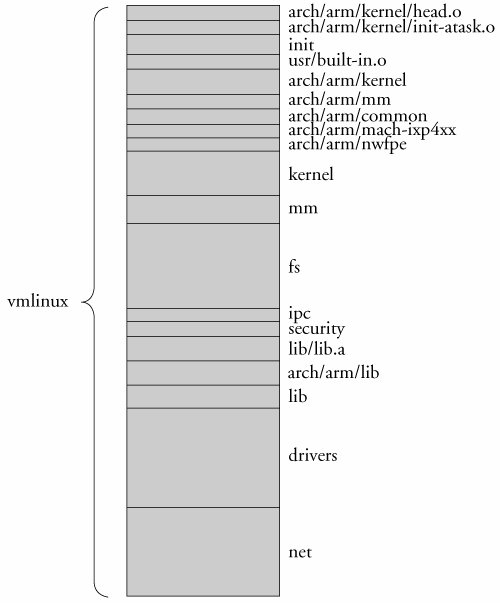 arch/arm/kernel/head.o
arch/arm/kernel/init-atask.o
init
usr/built-in.o
arch/arm/kernel
arch/arm/mm
arch/arm/common
arch/arm/mach-ixp4xx
arch/arm/nwfpe
kernel
mm
fs
vmlinux
ipc
security
lib/lib.a
arch/arm/lib
lib
drivers
net